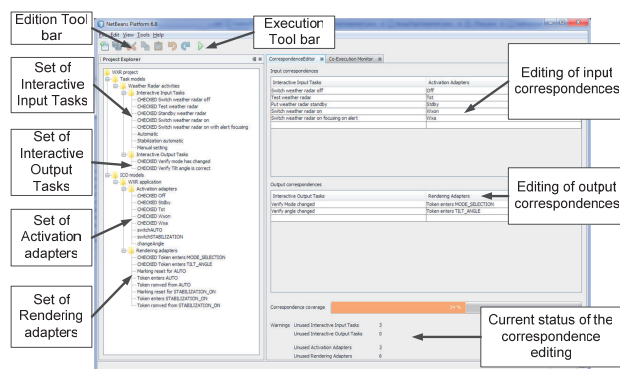 Edition Tool bar
Execution Tool bar
Set of Interactive Input Tasks
Set of Interactive Output Tasks
Set of Activation adapters
Set of Rendering adapters
Editing of input correspondences
Editing of output correspondences
Current status of the correspondence editing
NetBeans Platform 6.8
Edit View Tools Help
Project Explorer
WXR project
Task models
Weather Radar activities
Interactive Input Tasks
CHECKED Switch weather radar off
CHECKED Test weather radar
CHECKED Standby weather radar
CHECKED Switch weather radar on
CHECKED Switch weather radar on with alert focusing
Automatic
Stabilization automatic
Manual setting
Interactive Output Tasks
CHECKED Verify mode has changed
CHECKED Verify Tilt angle is correct
ICO models
WXR application
Activation adapters
CHECKED Off
CHECKED Stdby
CHECKED Tst
CHECKED Wxon
CHECKED Wxa
switchAUTO
switchSTABILIZATION
changeAngle
Rendering adapters
CHECKED Token enters MODE_SELECTION
CHECKED Token enters TILT_ANGLE
Marking reset for AUTO
Token enters AUTO
Token romved from AUTO
Marking reset for STABILIZATION_ON
Token enters STABILIZATION_ON
Token romved from STABILIZATION_ON
CorrespondenceEditor Co-Execution Monitor
Input correspondences
Interactive Input Tasks Activation Adapters
Switch weather radar off Off
Test weather radar Tst
Put weather radar standby Stdby
Switch weather radar on Wxon
Switch weather radar on focusing on alert Wxa
Output correspondences
Interactive Output Tasks Rendering Adapters
Verify Mode changed Token enters MODE_SELECTION
Verify angle changed Token enters TILT_ANGLE
Correspondence coverage
Warnings Unused Interactive Input Tasks 3
Unused Interactive Output Tasks 0
Unused Activation Adapters 3
Unused Rendering Adapters 6